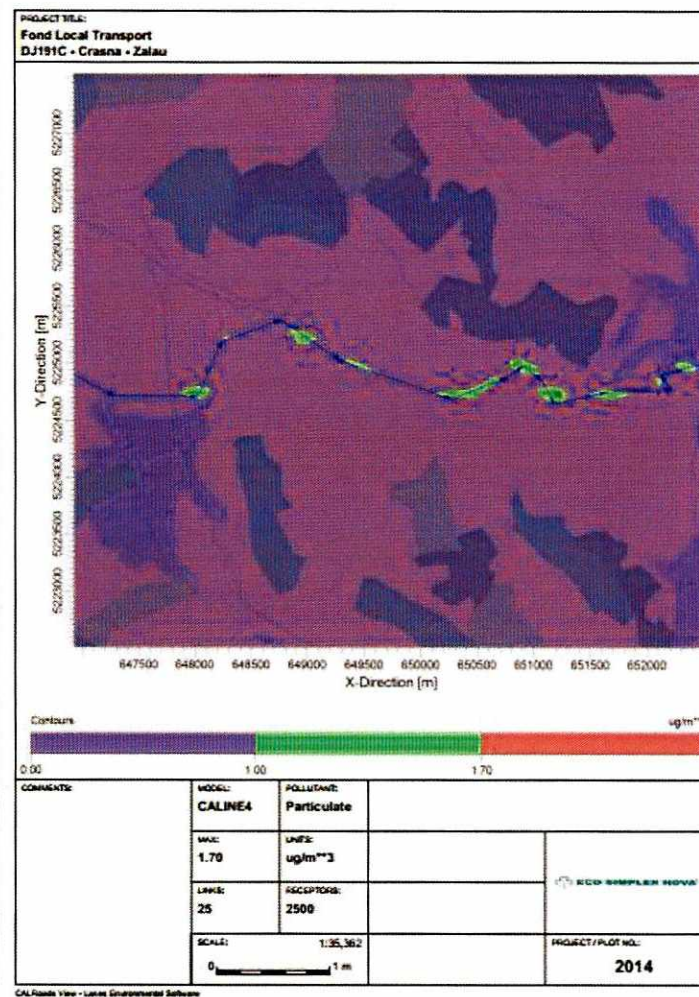 PROJECT TITLE:
Fond Local Transport
DJ191C - Crasna - Zalau
Y-Direction [m]
5227000
5226500
5226000
5225500
5225000
5224500
5224000
5223500
5223000
647500 648000 648500 649000 649500 650000 650500 651000 651500 652000
X-Direction [m]
Contours ug/m**
0.00 1.00 1.70
COMMENTS:
MODEL:
CALINE4
POLLUTANT:
Particulate
MAX:
1.70
UNITS:
ug/m**3
LINKS:
25
RECEPTORS:
2500
ECO SIMPLEX NOVA
SCALE: 1:35,362
0 1 m
PROJECT / PLOT NO.:
2014
CALRoads View - Lakes Environmental Software